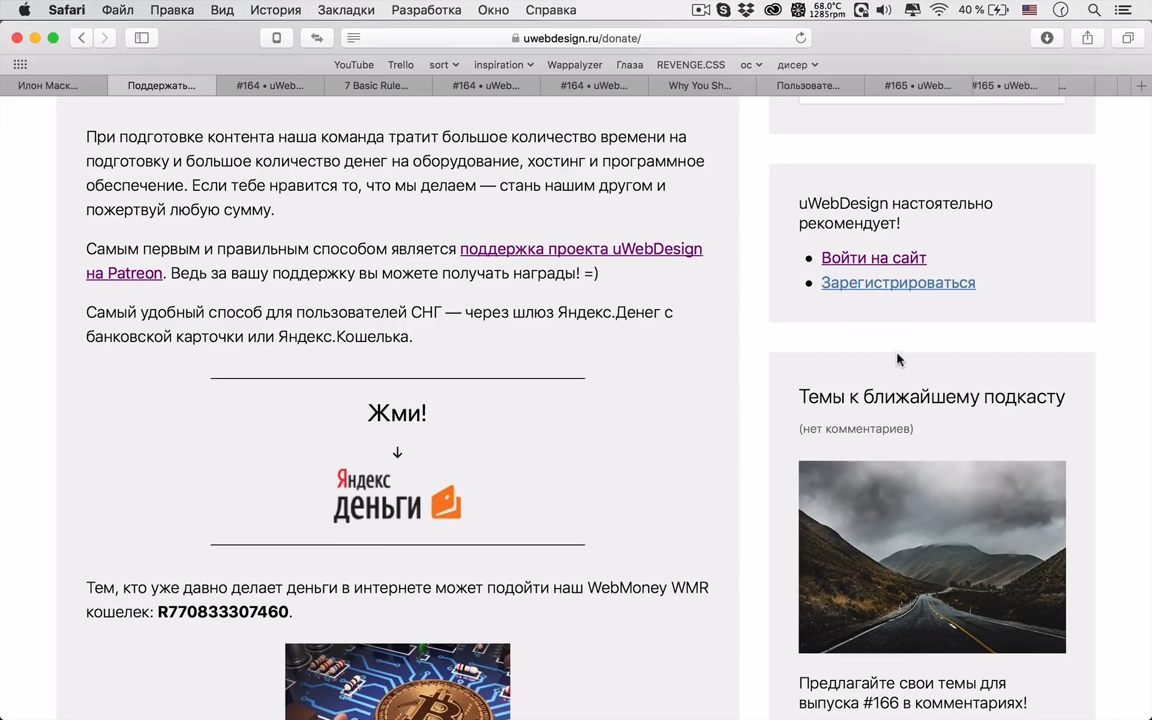 Safari Файл Правка Вид История Закладки Разработка Окно Справка 68.0°C 1285rpm 40 %
uwebdesign.ru/donate/
YouTube Trello sort inspiration Wappalyzer Глаза REVENGE.CSS ос дисер
Илон Маск... Поддержать... #164 • uWeb... 7 Basic Rule... #164 • uWeb... #164 • uWeb... Why You Sh... Пользовате... #165 • uWeb... #165 • uWeb... ...
При подготовке контента наша команда тратит большое количество времени на
подготовку и большое количество денег на оборудование, хостинг и программное
обеспечение. Если тебе нравится то, что мы делаем — стань нашим другом и
пожертвуй любую сумму.
Самым первым и правильным способом является поддержка проекта uWebDesign
на Patreon. Ведь за вашу поддержку вы можете получать награды! =)
Самый удобный способ для пользователей СНГ — через шлюз Яндекс.Денег с
банковской карточки или Яндекс.Кошелька.
Жми!
↓
Яндекс
деньги
Тем, кто уже давно делает деньги в интернете может подойти наш WebMoney WMR
кошелек: R770833307460.
uWebDesign настоятельно
рекомендует!
Войти на сайт
Зарегистрироваться
Темы к ближайшему подкасту
(нет комментариев)
Предлагайте свои темы для
выпуска #166 в комментариях!